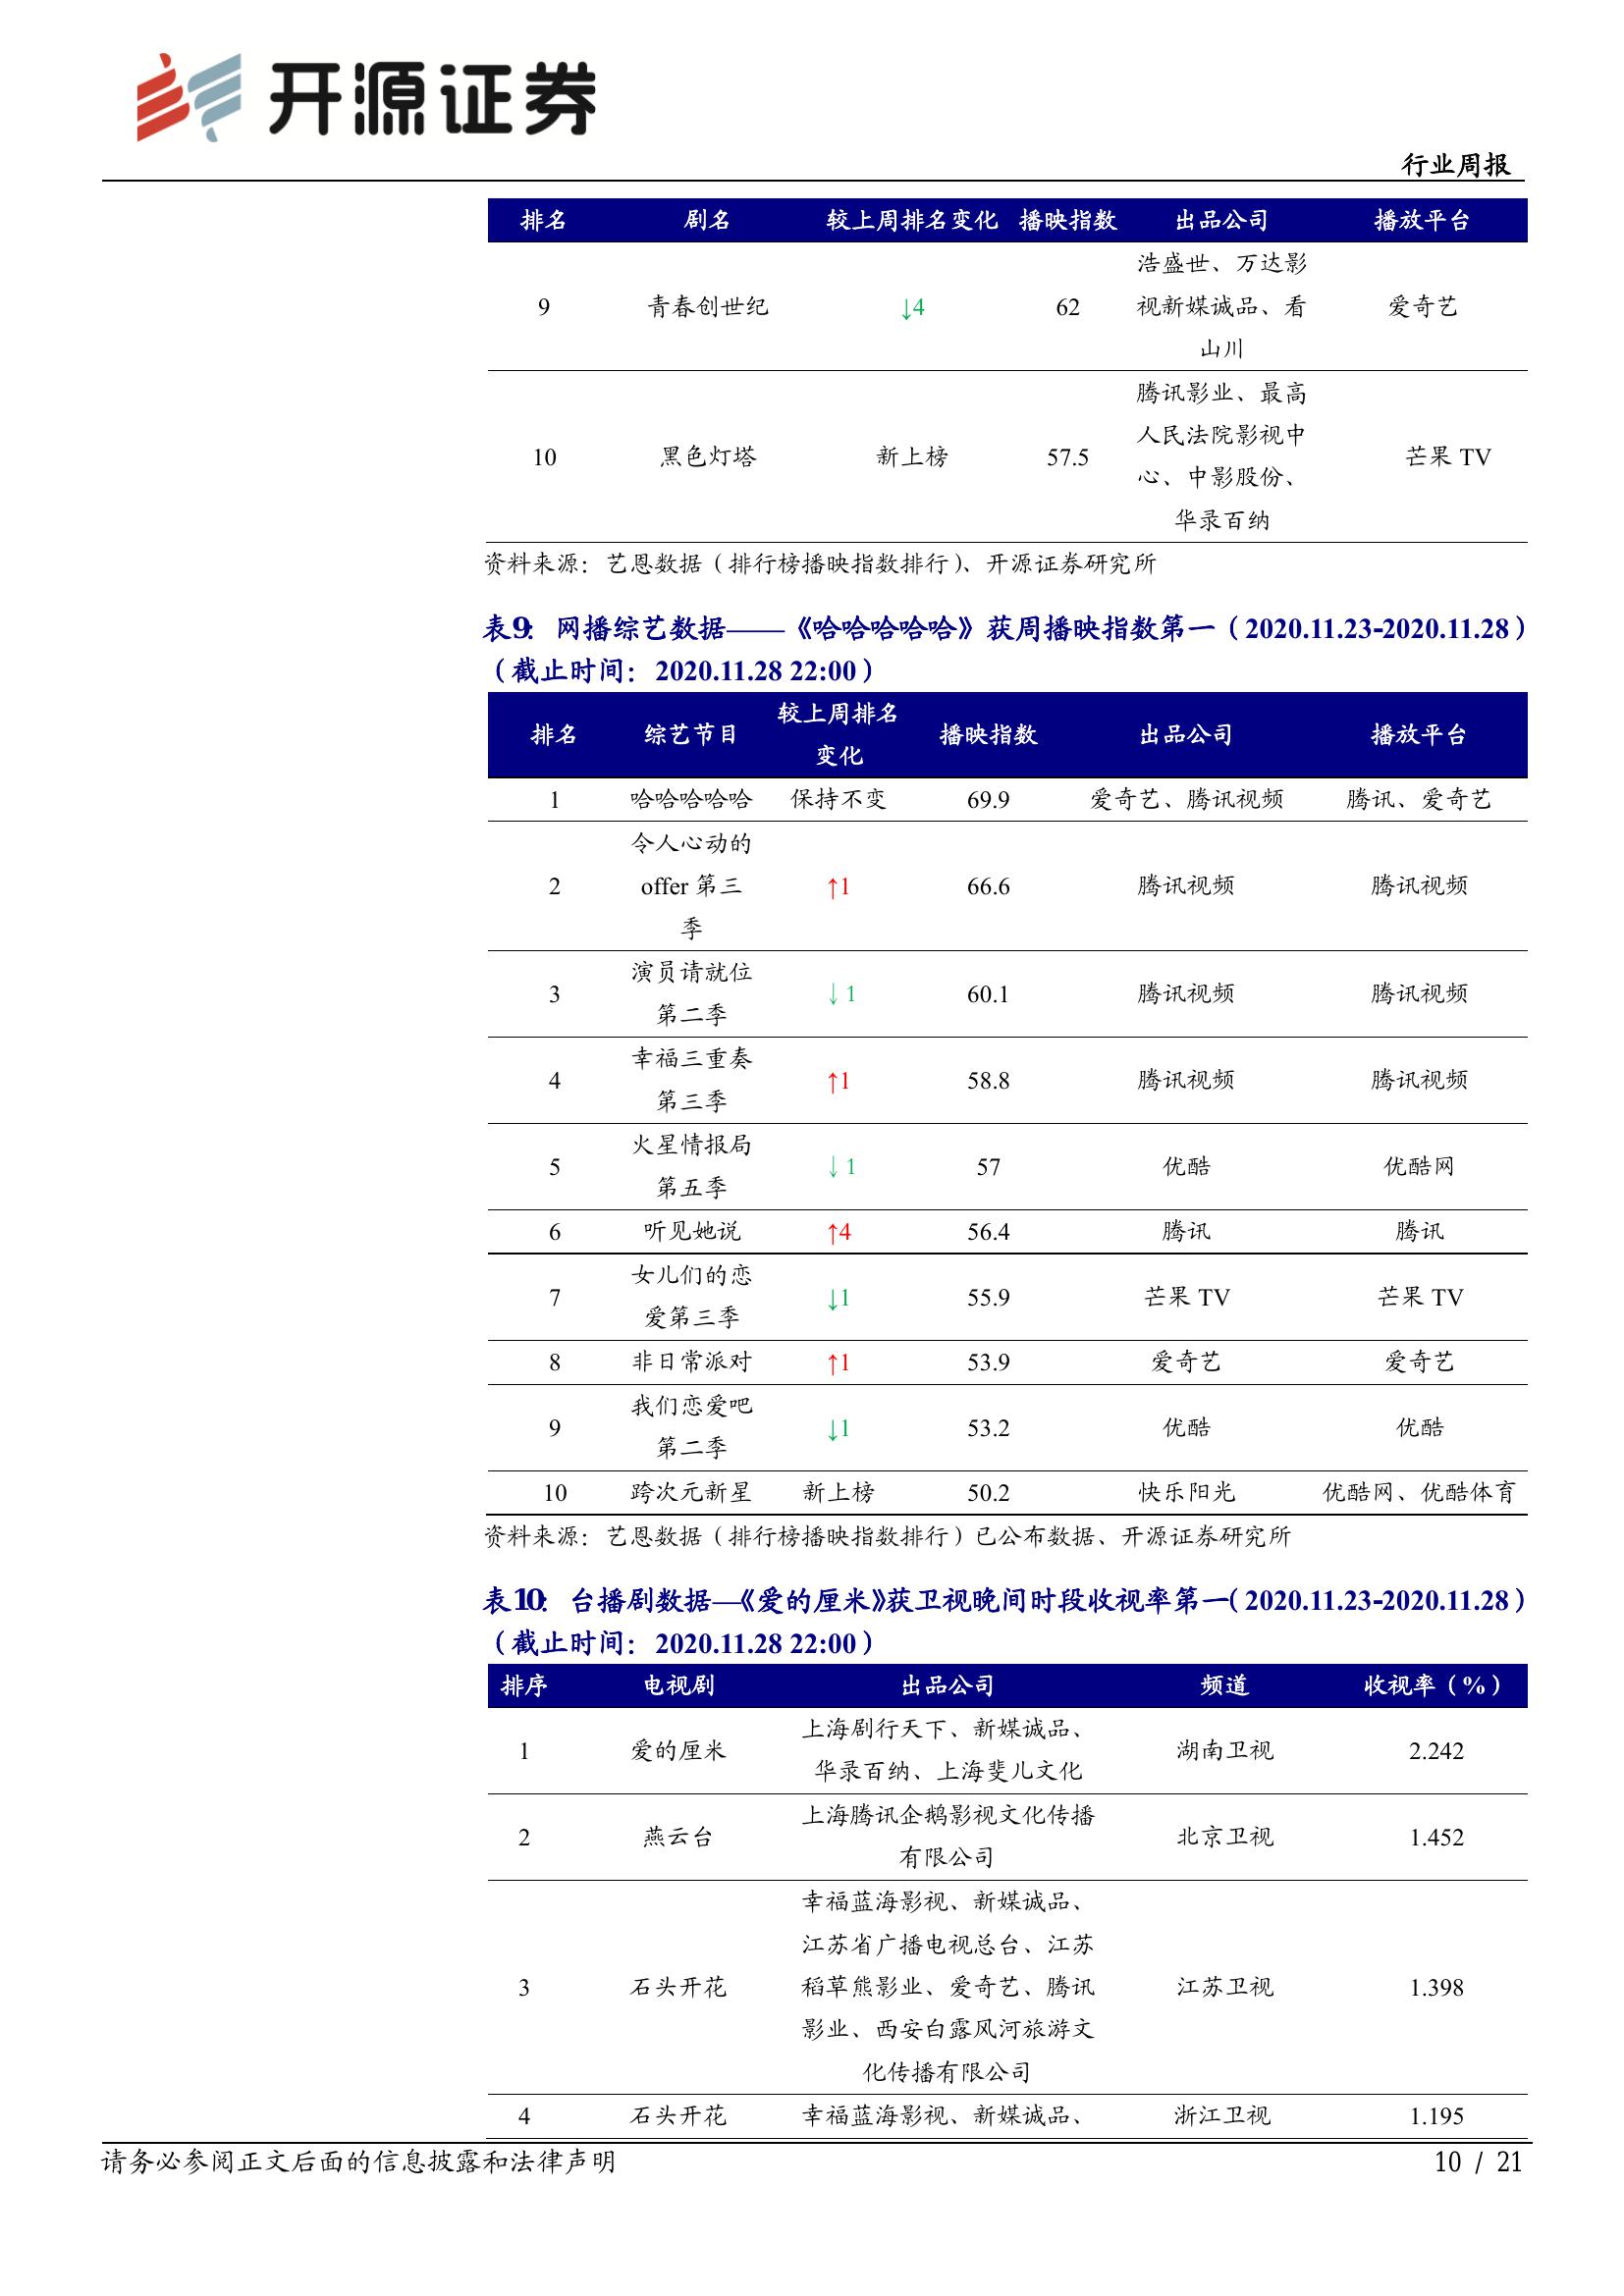 开源证券
行业周报
排名 剧名 较上周排名变化 播映指数 出品公司 播放平台
浩盛世、万达影
9 青春创世纪 ↓4 62 视新媒诚品、看 爱奇艺
山川
腾讯影业、最高
人民法院影视中
10 黑色灯塔 新上榜 57.5 芒果 TV
心、中影股份、
华录百纳
资料来源：艺恩数据（排行榜播映指数排行）、开源证券研究所
表9：网播综艺数据——《哈哈哈哈哈》获周播映指数第一（2020.11.23-2020.11.28）
（截止时间：2020.11.28 22:00）
较上周排名
排名 综艺节目 播映指数 出品公司 播放平台
变化
1 哈哈哈哈哈 保持不变 69.9 爱奇艺、腾讯视频 腾讯、爱奇艺
令人心动的
2 offer 第三 ↑1 66.6 腾讯视频 腾讯视频
季
演员请就位
3 ↓1 60.1 腾讯视频 腾讯视频
第二季
幸福三重奏
4 ↑1 58.8 腾讯视频 腾讯视频
第三季
火星情报局
5 ↓1 57 优酷 优酷网
第五季
6 听见她说 ↑4 56.4 腾讯 腾讯
女儿们的恋
7 ↓1 55.9 芒果 TV 芒果 TV
爱第三季
8 非日常派对 ↑1 53.9 爱奇艺 爱奇艺
我们恋爱吧
9 ↓1 53.2 优酷 优酷
第二季
10 跨次元新星 新上榜 50.2 快乐阳光 优酷网、优酷体育
资料来源：艺恩数据（排行榜播映指数排行）已公布数据、开源证券研究所
表10：台播剧数据—《爱的厘米》获卫视晚间时段收视率第一（2020.11.23-2020.11.28）
（截止时间：2020.11.28 22:00）
排序 电视剧 出品公司 频道 收视率（%）
上海剧行天下、新媒诚品、
1 爱的厘米 湖南卫视 2.242
华录百纳、上海斐儿文化
上海腾讯企鹅影视文化传播
2 燕云台 北京卫视 1.452
有限公司
幸福蓝海影视、新媒诚品、
江苏省广播电视总台、江苏
3 石头开花 稻草熊影业、爱奇艺、腾讯 江苏卫视 1.398
影业、西安白露风河旅游文
化传播有限公司
4 石头开花 幸福蓝海影视、新媒诚品、 浙江卫视 1.195
请务必参阅正文后面的信息披露和法律声明 10 / 21